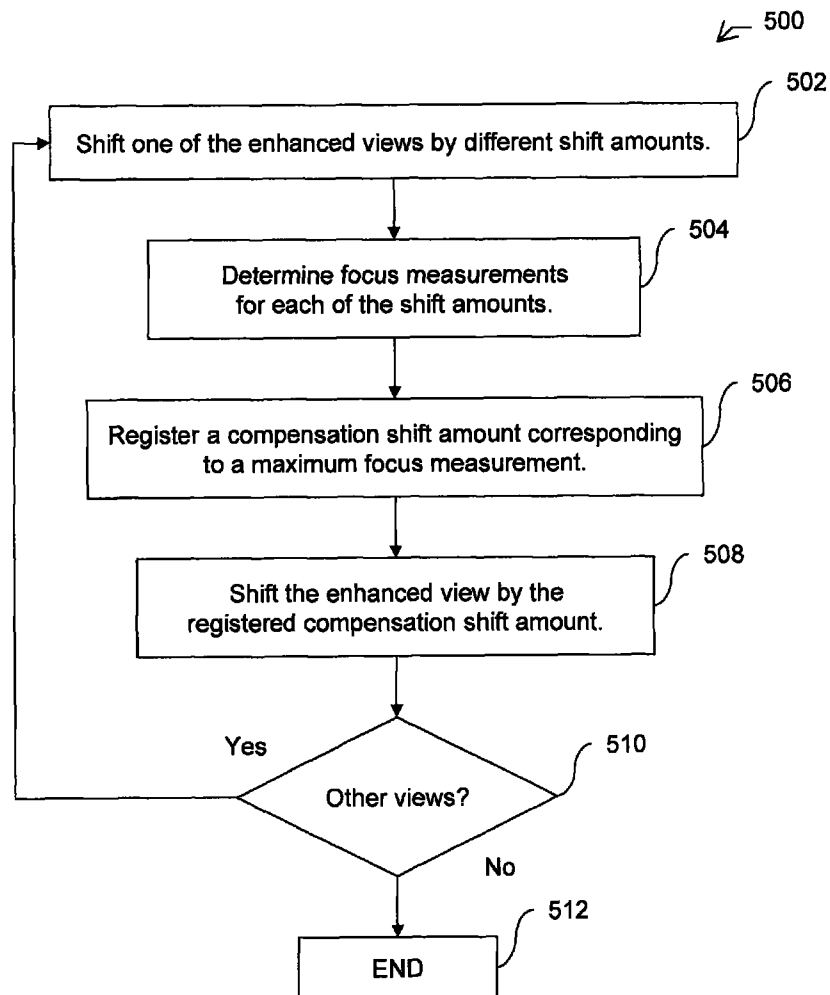 500
502
Shift one of the enhanced views by different shift amounts.
504
Determine focus measurements
for each of the shift amounts.
506
Register a compensation shift amount corresponding
to a maximum focus measurement.
508
Shift the enhanced view by the
registered compensation shift amount.
Yes
510
Other views?
No
512
END